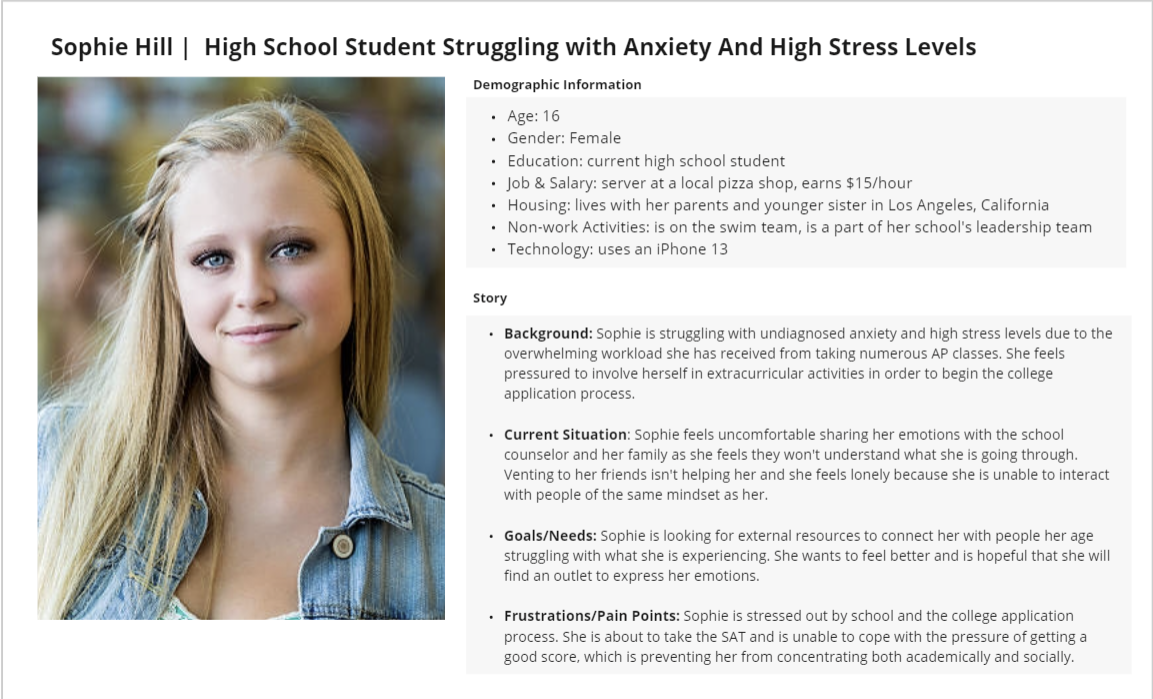 Sophie Hill | High School Student Struggling with Anxiety And High Stress Levels
Demographic Information
• Age: 16
• Gender: Female
• Education: current high school student
• Job & Salary: server at a local pizza shop, earns $15/hour
• Housing: lives with her parents and younger sister in Los Angeles, California
• Non-work Activities: is on the swim team, is a part of her school's leadership team
• Technology: uses an iPhone 13
Story
• Background: Sophie is struggling with undiagnosed anxiety and high stress levels due to the
overwhelming workload she has received from taking numerous AP classes. She feels
pressured to involve herself in extracurricular activities in order to begin the college
application process.
• Current Situation: Sophie feels uncomfortable sharing her emotions with the school
counselor and her family as she feels they won't understand what she is going through.
Venting to her friends isn't helping her and she feels lonely because she is unable to interact
with people of the same mindset as her.
• Goals/Needs: Sophie is looking for external resources to connect her with people her age
struggling with what she is experiencing. She wants to feel better and is hopeful that she will
find an outlet to express her emotions.
• Frustrations/Pain Points: Sophie is stressed out by school and the college application
process. She is about to take the SAT and is unable to cope with the pressure of getting a
good score, which is preventing her from concentrating both academically and socially.